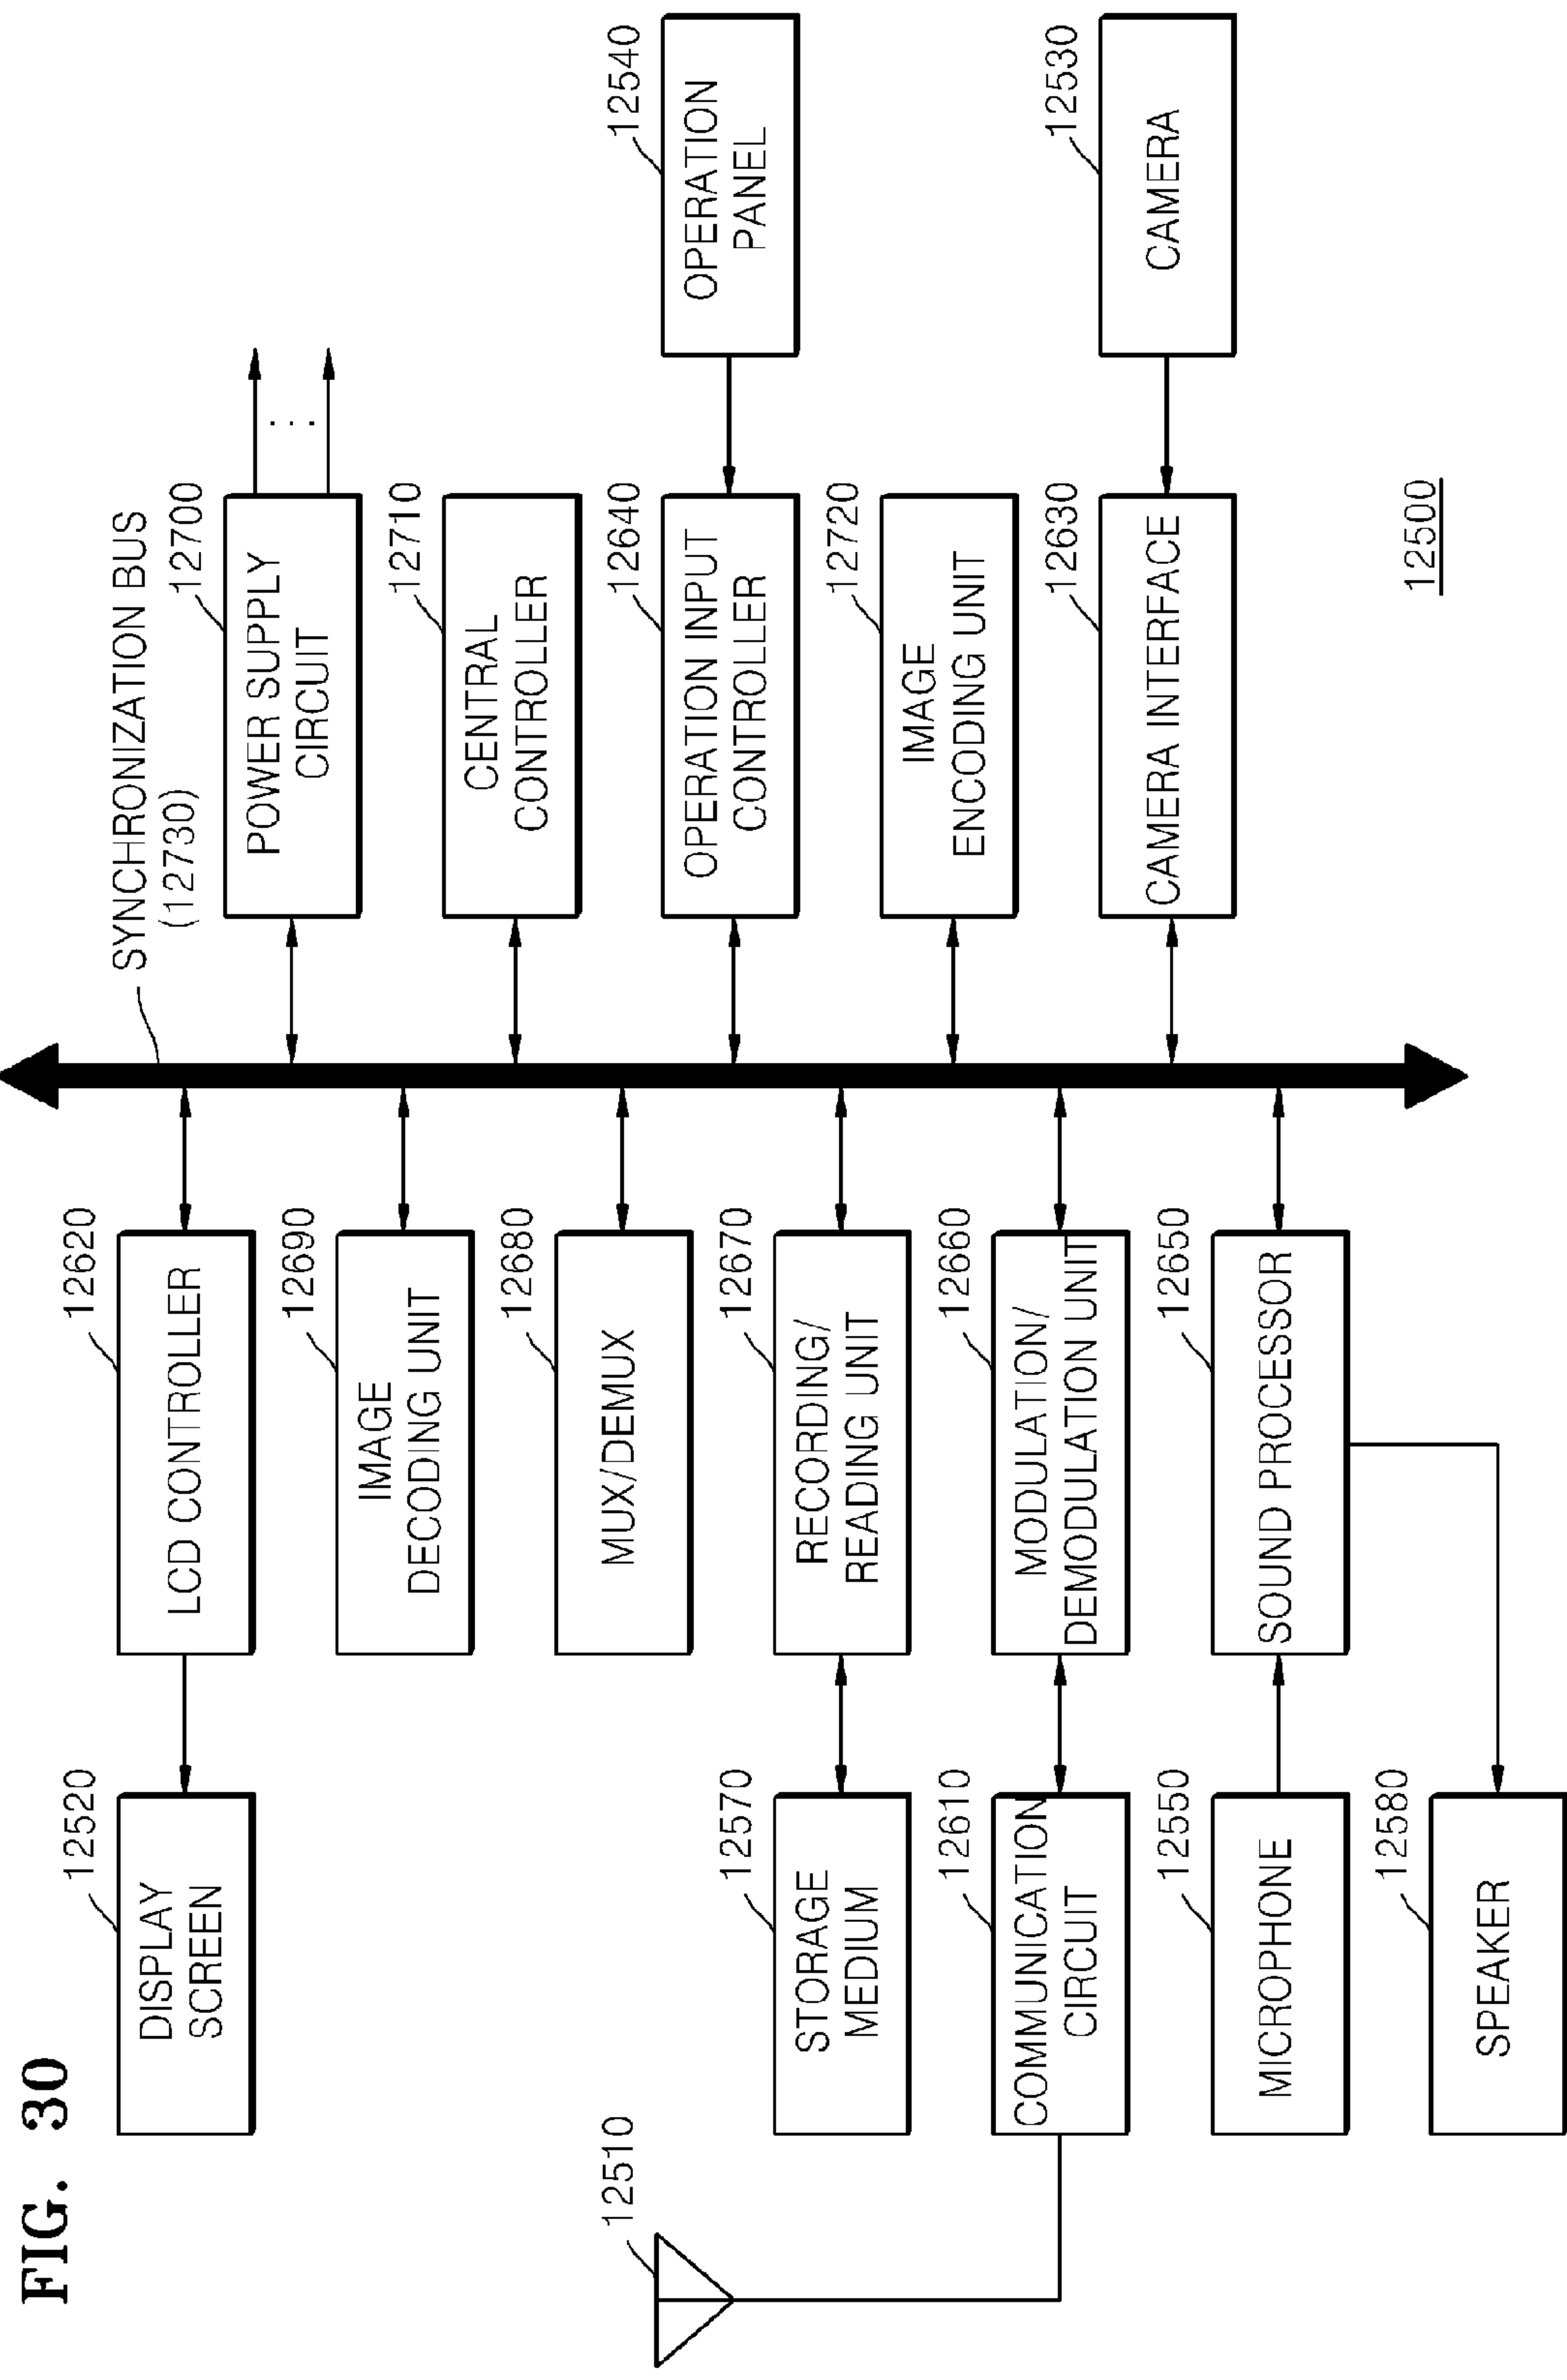 FIG. 30
12510
12520
DISPLAY
SCREEN
12620
LCD CONTROLLER
12690
IMAGE
DECODING UNIT
12680
MUX/DEMUX
12570
STORAGE
MEDIUM
12670
RECORDING/
READING UNIT
12610
COMMUNICATION
CIRCUIT
12660
MODULATION/
DEMODULATION UNIT
12550
MICROPHONE
12650
SOUND PROCESSOR
12580
SPEAKER
SYNCHRONIZATION BUS
(12730)
12700
POWER SUPPLY
CIRCUIT
...
12710
CENTRAL
CONTROLLER
12640
OPERATION INPUT
CONTROLLER
12540
OPERATION
PANEL
12720
IMAGE
ENCODING UNIT
12630
CAMERA INTERFACE
12530
CAMERA
12500